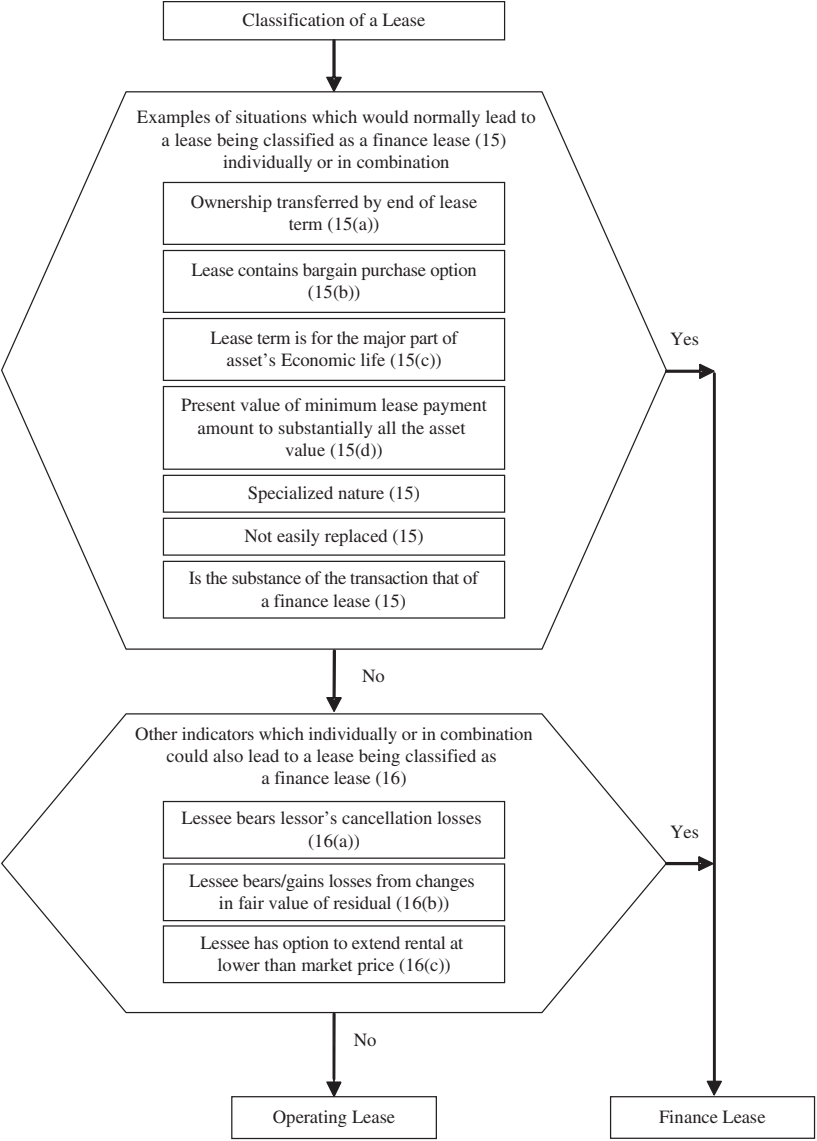 Classification of a Lease
Examples of situations which would normally lead to
a lease being classified as a finance lease (15)
individually or in combination
Ownership transferred by end of lease
term (15(a))
Lease contains bargain purchase option
(15(b))
Lease term is for the major part of
asset's Economic life (15(c))
Yes
Present value of minimum lease payment
amount to substantially all the asset
value (15(d))
Specialized nature (15)
Not easily replaced (15)
Is the substance of the transaction that of
a finance lease (15)
No
Other indicators which individually or in combination
could also lead to a lease being classified as
a finance lease (16)
Lessee bears lessor's cancellation losses
(16(a))
Yes
Lessee bears/gains losses from changes
in fair value of residual (16(b))
Lessee has option to extend rental at
lower than market price (16(c))
No
Operating Lease
Finance Lease